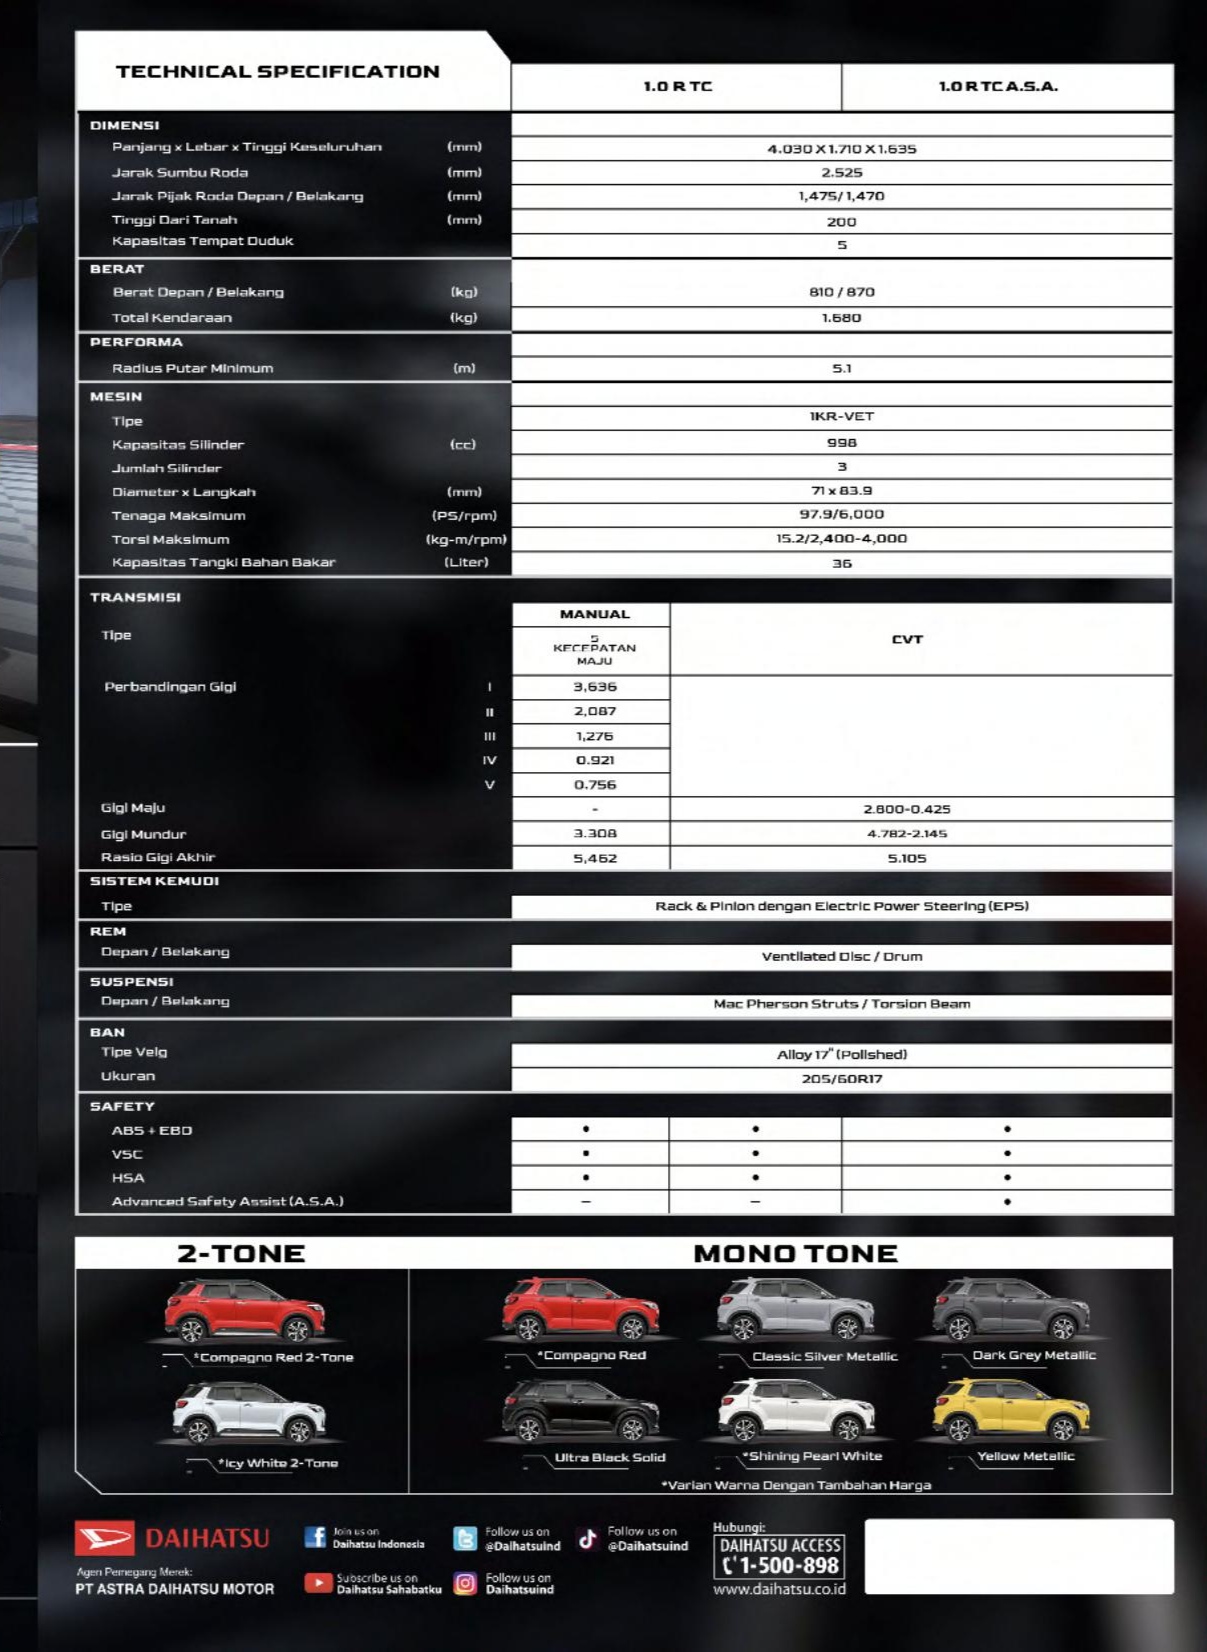 TECHNICAL SPECIFICATION
1.0 R TC 1.0 R TC A.S.A.
DIMENSI
Panjang x Lebar x Tinggi Keseluruhan (mm) 4.030 X 1.710 X 1.635
Jarak Sumbu Roda (mm) 2.525
Jarak Pijak Roda Depan / Belakang (mm) 1,475/1,470
Tinggi Dari Tanah (mm) 200
Kapasitas Tempat Duduk 5
BERAT
Berat Depan / Belakang (kg) 810 / 870
Total Kendaraan (kg) 1.680
PERFORMA
Radius Putar Minimum (m) 5.1
MESIN
Tipe 1KR-VET
Kapasitas Silinder (cc) 998
Jumlah Silinder 3
Diameter x Langkah (mm) 71 x 83.9
Tenaga Maksimum (PS/rpm) 97.9/6,000
Torsi Maksimum (kg-m/rpm) 15.2/2,400-4,000
Kapasitas Tangki Bahan Bakar (Liter) 36
TRANSMISI
MANUAL
Tipe 5 KECEPATAN MAJU CVT
Perbandingan Gigi I 3,636
II 2,087
III 1,276
IV 0.921
V 0.756
Gigi Maju - 2.800-0.425
Gigi Mundur 3.308 4.782-2.145
Rasio Gigi Akhir 5,462 5.105
SISTEM KEMUDI
Tipe Rack & Pinion dengan Electric Power Steering (EPS)
REM
Depan / Belakang Ventilated Disc / Drum
SUSPENSI
Depan / Belakang Mac Pherson Struts / Torsion Beam
BAN
Tipe Velg Alloy 17" (Polished)
Ukuran 205/60R17
SAFETY
ABS + EBD • • •
VSC • • •
HSA • • •
Advanced Safety Assist (A.S.A.) – – •
2-TONE MONO TONE
*Compagno Red 2-Tone *Compagno Red Classic Silver Metallic Dark Grey Metallic
*Icy White 2-Tone Ultra Black Solid *Shining Pearl White Yellow Metallic
*Varian Warna Dengan Tambahan Harga
DAIHATSU
Agen Pemegang Merek:
PT ASTRA DAIHATSU MOTOR
Join us on
Daihatsu Indonesia
Follow us on
@Daihatsuind
Follow us on
@Daihatsuind
Subscribe us on
Daihatsu Sahabatku
Follow us on
Daihatsuind
Hubungi:
DAIHATSU ACCESS
1-500-898
www.daihatsu.co.id